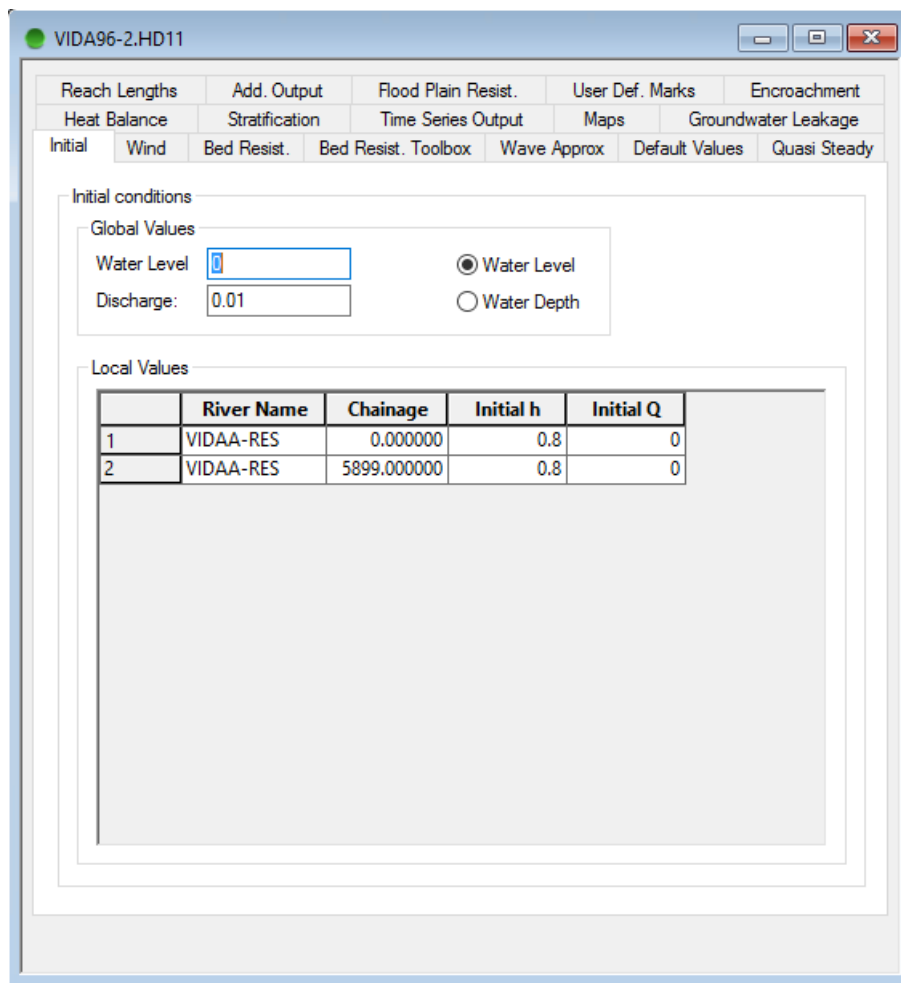 VIDA96-2.HD11
Reach Lengths Add. Output Flood Plain Resist. User Def. Marks Encroachment
Heat Balance Stratification Time Series Output Maps Groundwater Leakage
Initial Wind Bed Resist. Bed Resist. Toolbox Wave Approx Default Values Quasi Steady
Initial conditions
Global Values
Water Level 0 Water Level
Discharge: 0.01 Water Depth
Local Values
River Name Chainage Initial h Initial Q
1 VIDAA-RES 0.000000 0.8 0
2 VIDAA-RES 5899.000000 0.8 0